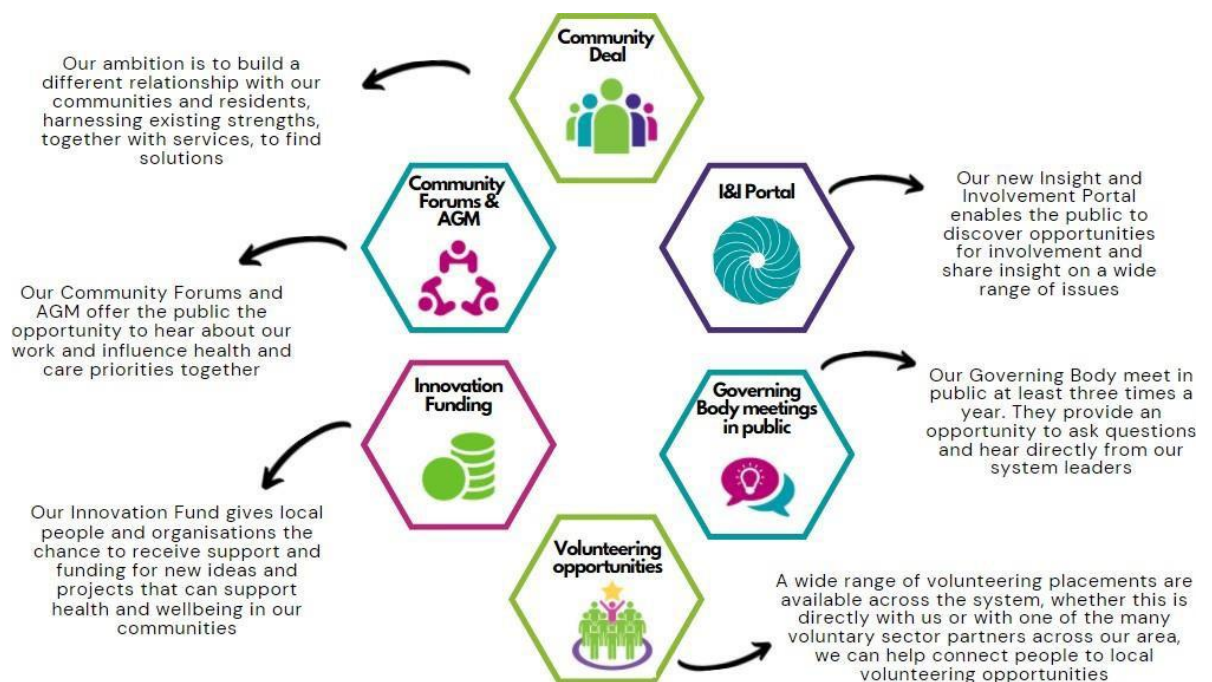 Community
Deal
Our ambition is to build a
different relationship with our
communities and residents,
harnessing existing strengths,
together with services, to find
solutions
Community
Forums &
AGM
Our Community Forums and
AGM offer the public the
opportunity to hear about our
work and influence health and
care priorities together
I&I Portal
Our new Insight and
Involvement Portal
enables the public to
discover opportunities
for involvement and
share insight on a wide
range of issues
Innovation
Funding
Our Innovation Fund gives local
people and organisations the
chance to receive support and
funding for new ideas and
projects that can support
health and wellbeing in our
communities
Governing
Body meetings
in public
Our Governing Body meet in
public at least three times a
year. They provide an
opportunity to ask questions
and hear directly from our
system leaders
Volunteering
opportunities
A wide range of volunteering placements are
available across the system, whether this is
directly with us or with one of the many
voluntary sector partners across our area,
we can help connect people to local
volunteering opportunities